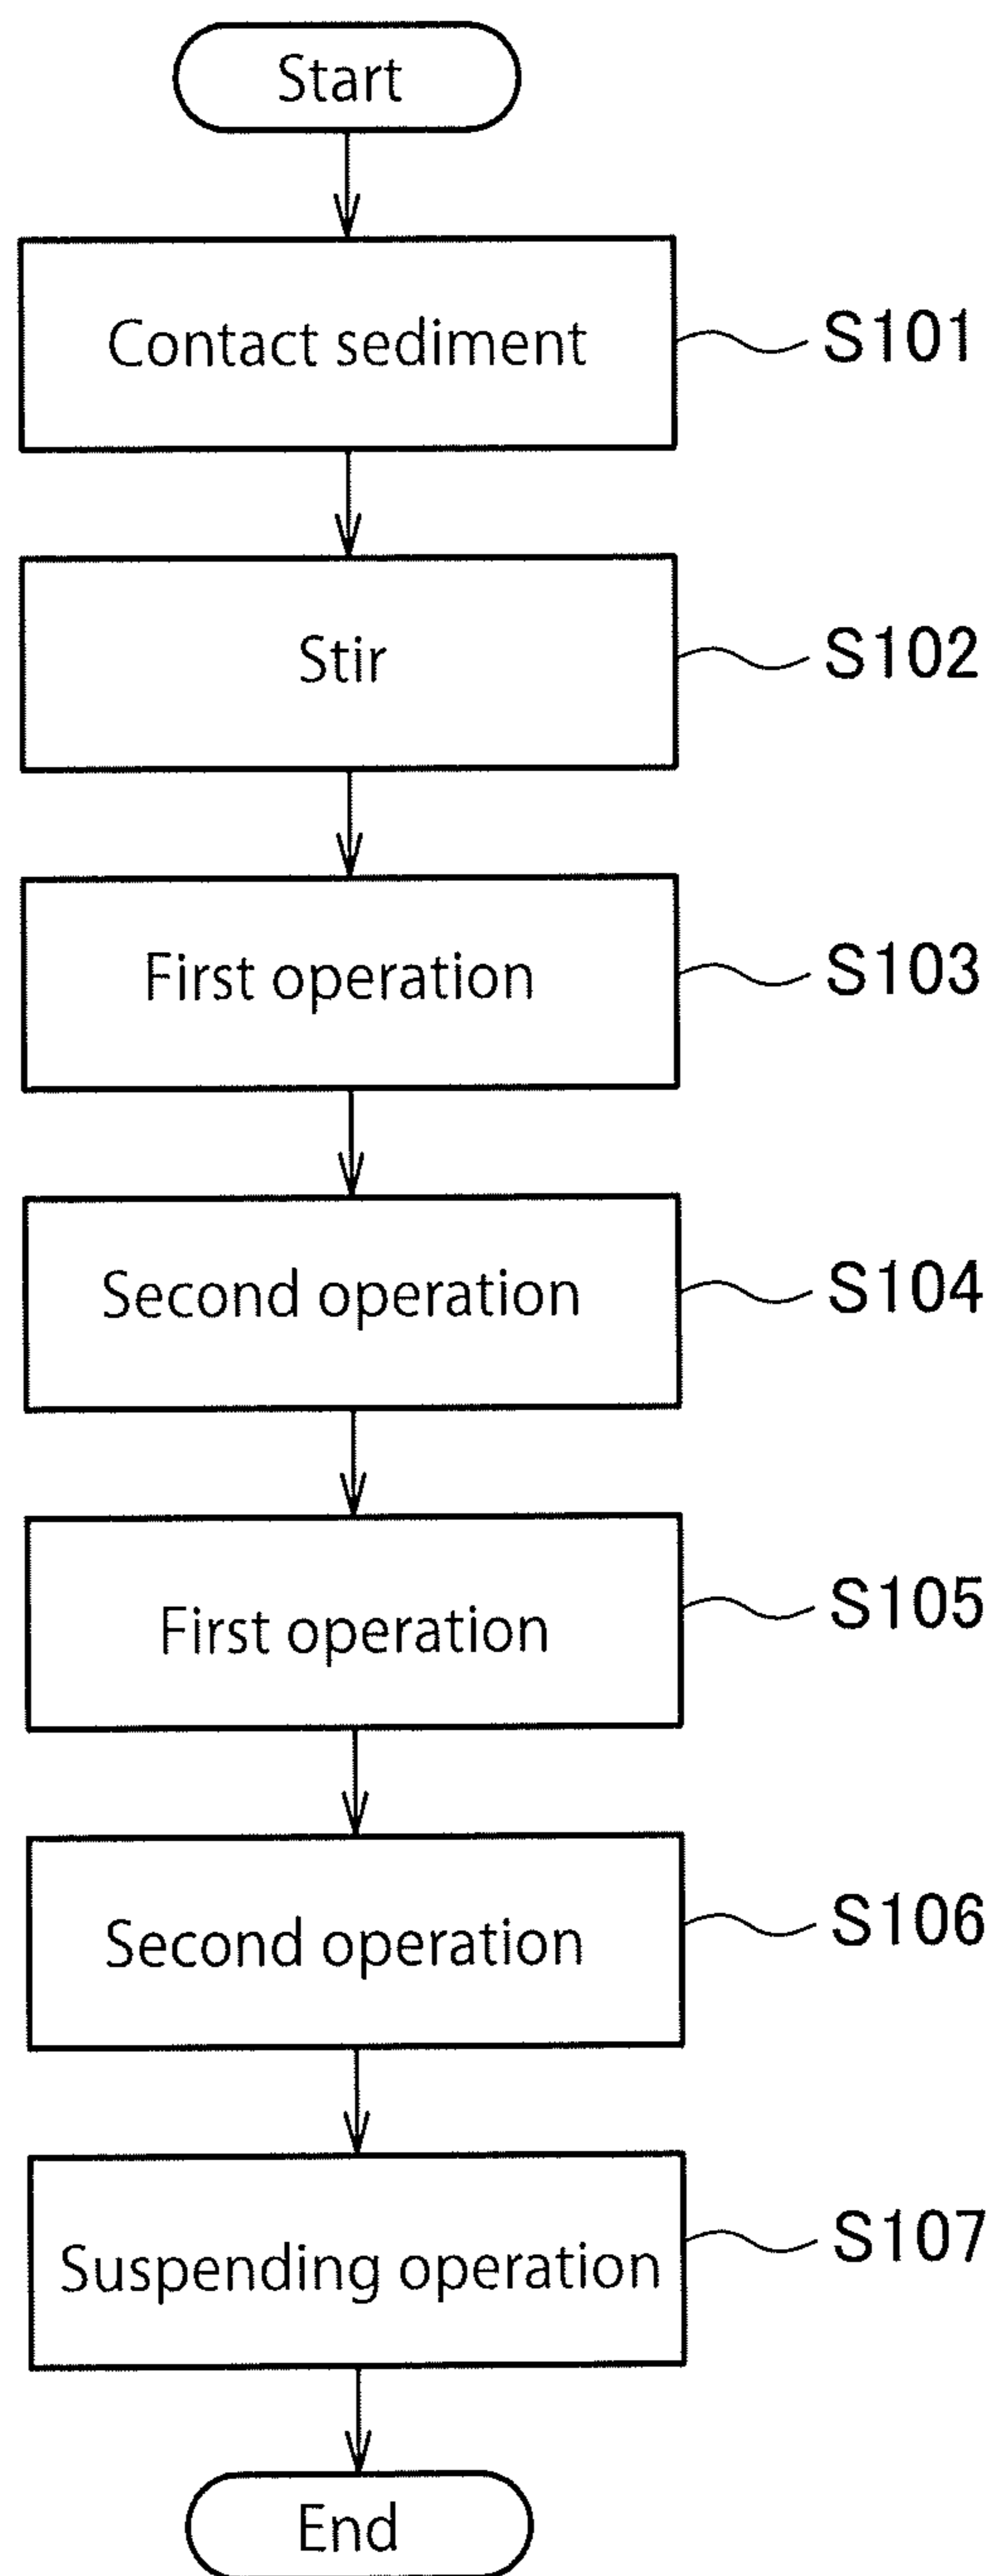 Start
Contact sediment
S101
Stir
S102
First operation
S103
Second operation
S104
First operation
S105
Second operation
S106
Suspending operation
S107
End